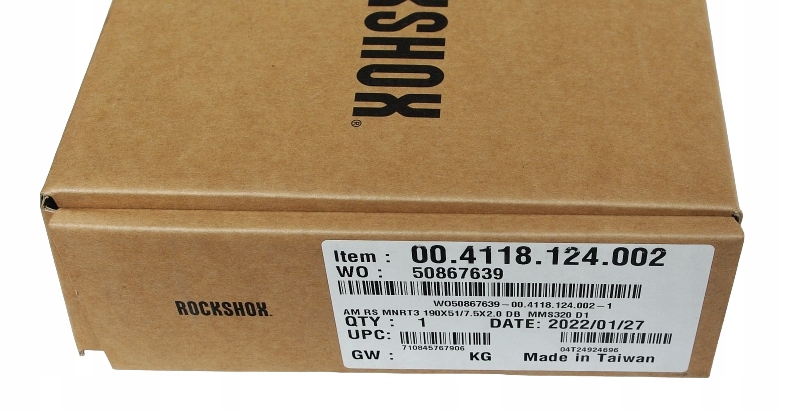 KSHOX®
ROCKSHOX.
Item : 00.4118.124.002
WO : 50867639
WO50867639-00.4118.124.002-1
AM RS MNRT3 190X51/7.5X2.0 DB MMS320 D1
QTY : 1 DATE: 2022/01/27
UPC:
710845767906 04T24924696
GW : KG Made in Taiwan